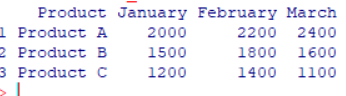 Product January February March
1 Product A 2000 2200 2400
2 Product B 1500 1800 1600
3 Product C 1200 1400 1100
>